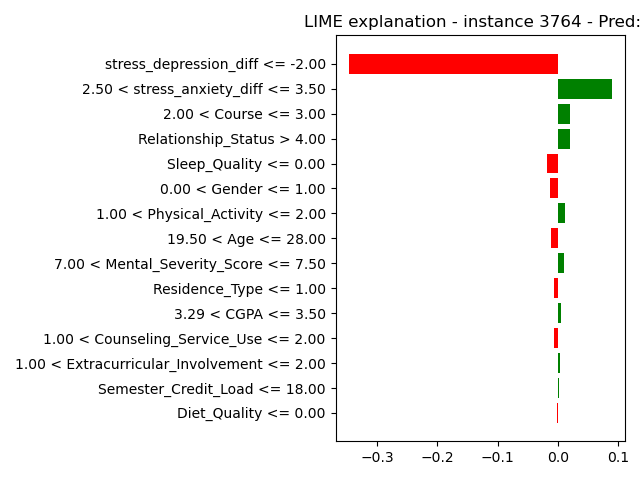 LIME explanation - instance 3764 - Pred:
stress_depression_diff <= -2.00
2.50 < stress_anxiety_diff <= 3.50
2.00 < Course <= 3.00
Relationship_Status > 4.00
Sleep_Quality <= 0.00
0.00 < Gender <= 1.00
1.00 < Physical_Activity <= 2.00
19.50 < Age <= 28.00
7.00 < Mental_Severity_Score <= 7.50
Residence_Type <= 1.00
3.29 < CGPA <= 3.50
1.00 < Counseling_Service_Use <= 2.00
1.00 < Extracurricular_Involvement <= 2.00
Semester_Credit_Load <= 18.00
Diet_Quality <= 0.00
−0.3 −0.2 −0.1 0.0 0.1